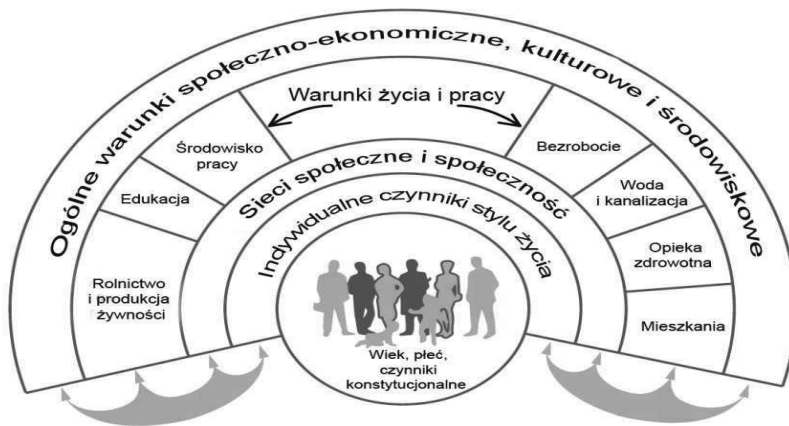 Ogólne warunki społeczno-ekonomiczne, kulturowe i środowiskowe
Warunki życia i pracy
Rolnictwo
i produkcja
żywności
Edukacja
Środowisko
pracy
Bezrobocie
Woda
i kanalizacja
Opieka
zdrowotna
Mieszkania
Sieci społeczne i społeczność
Indywidualne czynniki stylu życia
Wiek, płeć,
czynniki
konstytucjonalne